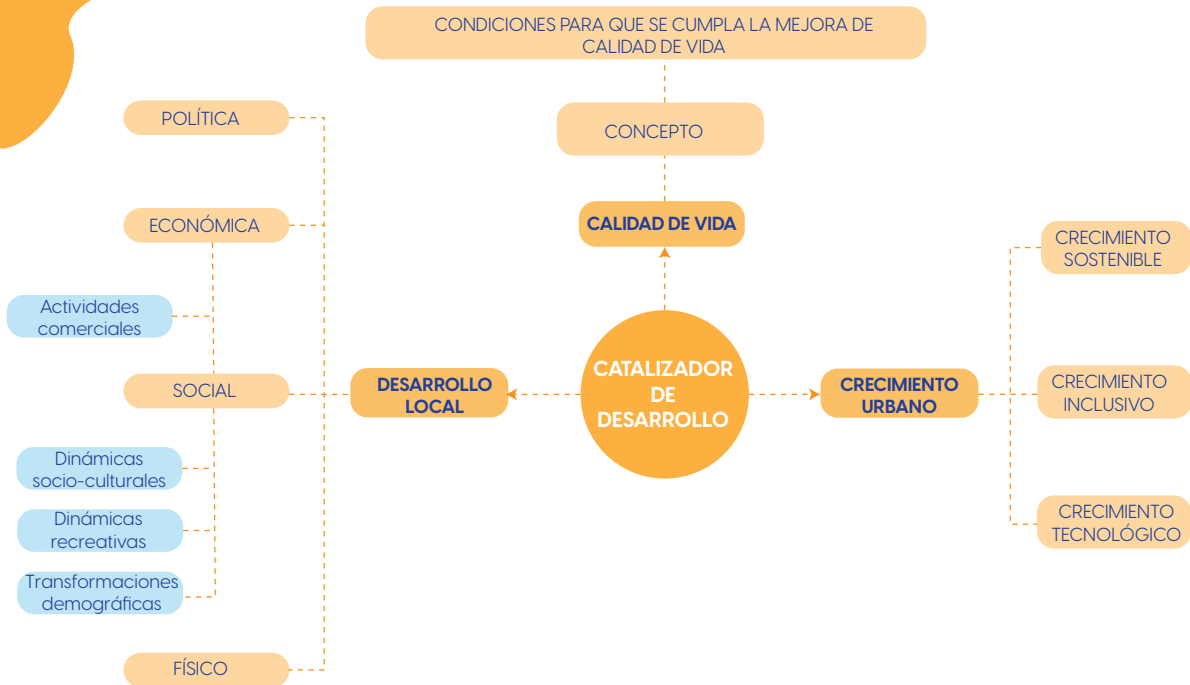 CONDICIONES PARA QUE SE CUMPLA LA MEJORA DE
CALIDAD DE VIDA
CONCEPTO
CALIDAD DE VIDA
POLÍTICA
ECONÓMICA
Actividades
comerciales
SOCIAL
Dinámicas
socio-culturales
Dinámicas
recreativas
Transformaciones
demográficas
FÍSICO
DESARROLLO
LOCAL
CATALIZADOR
DE
DESARROLLO
CRECIMIENTO
URBANO
CRECIMIENTO
SOSTENIBLE
CRECIMIENTO
INCLUSIVO
CRECIMIENTO
TECNOLÓGICO